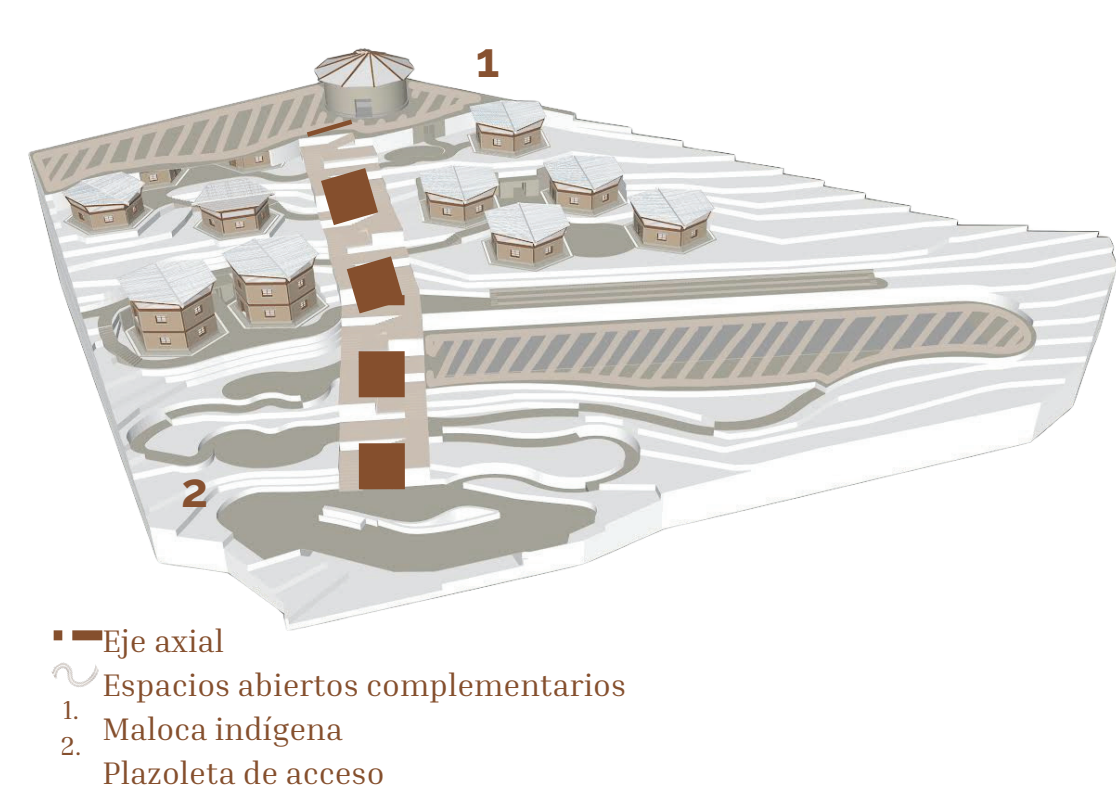 1
2
Eje axial
Espacios abiertos complementarios
1. Maloca indígena
2. Plazoleta de acceso